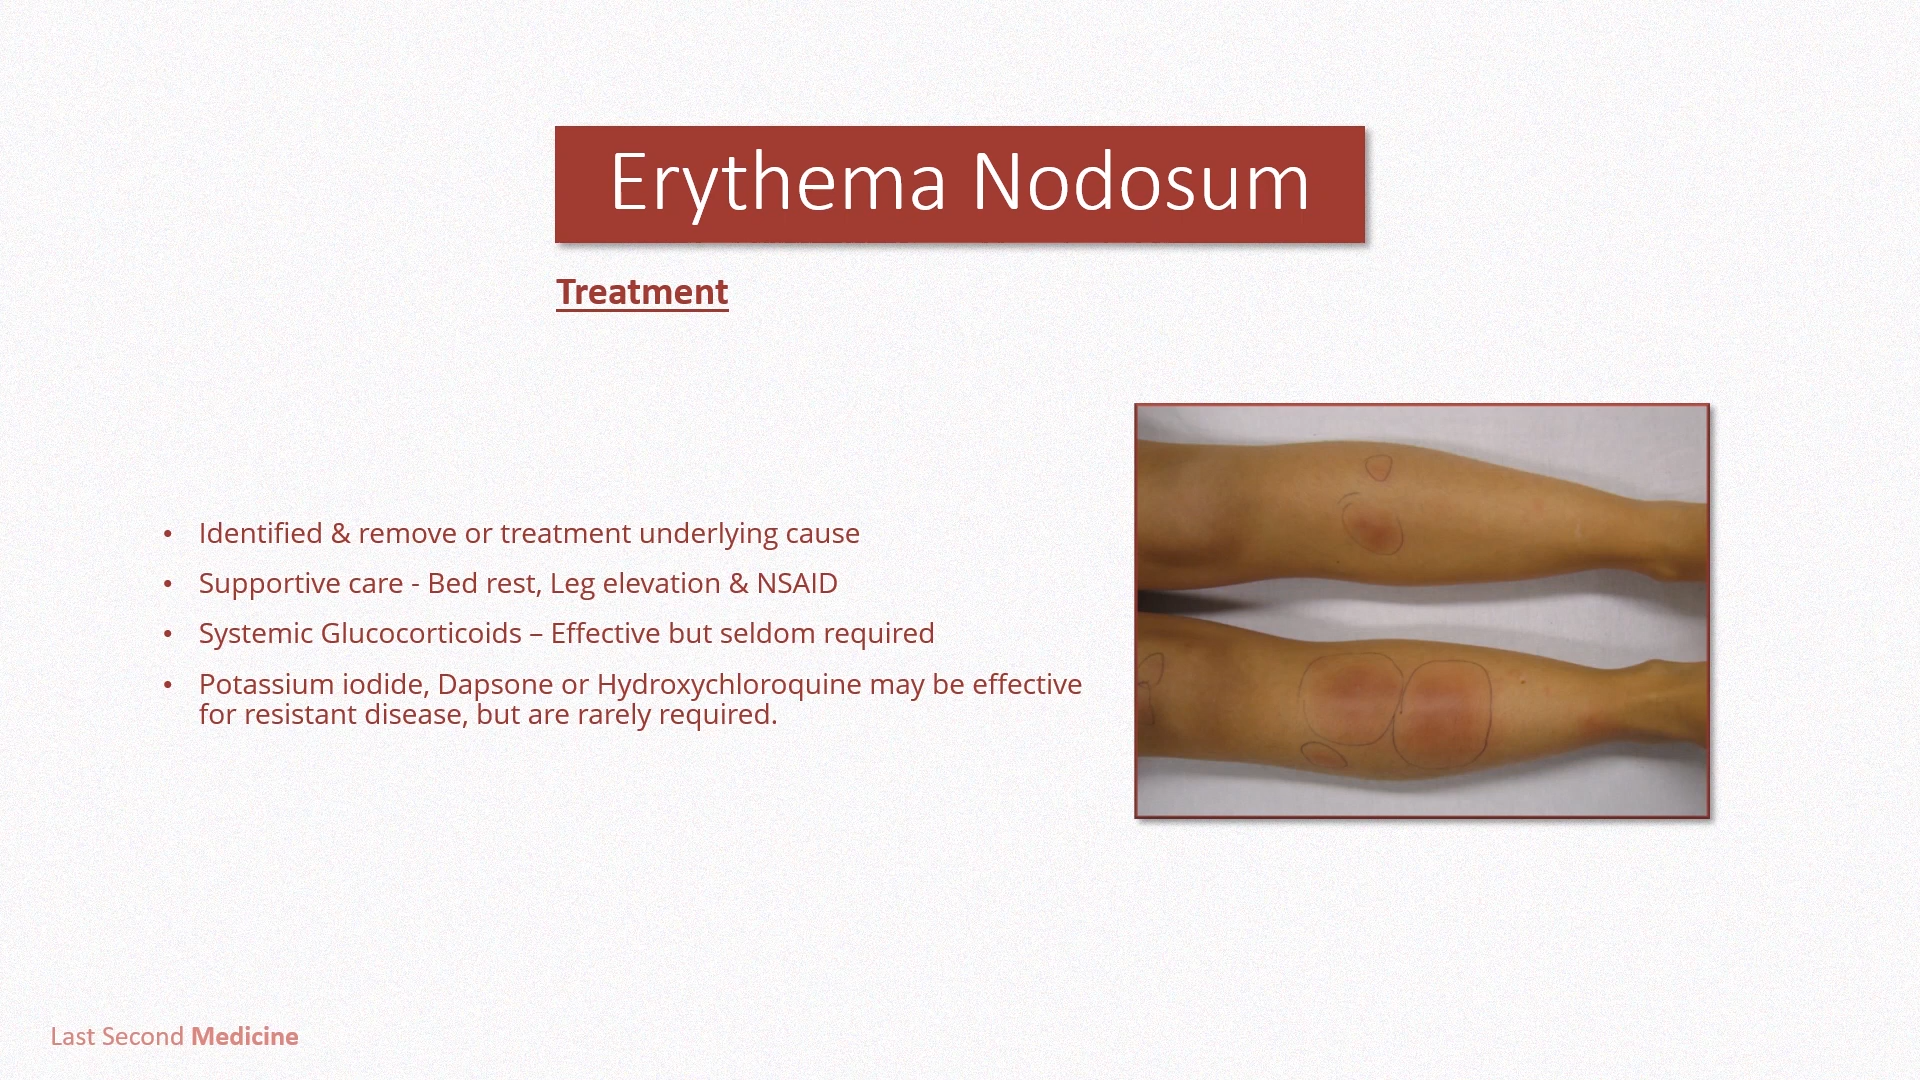 Erythema Nodosum
Treatment
• Identified & remove or treatment underlying cause
• Supportive care - Bed rest, Leg elevation & NSAID
• Systemic Glucocorticoids – Effective but seldom required
• Potassium iodide, Dapsone or Hydroxychloroquine may be effective
for resistant disease, but are rarely required.
Last Second Medicine